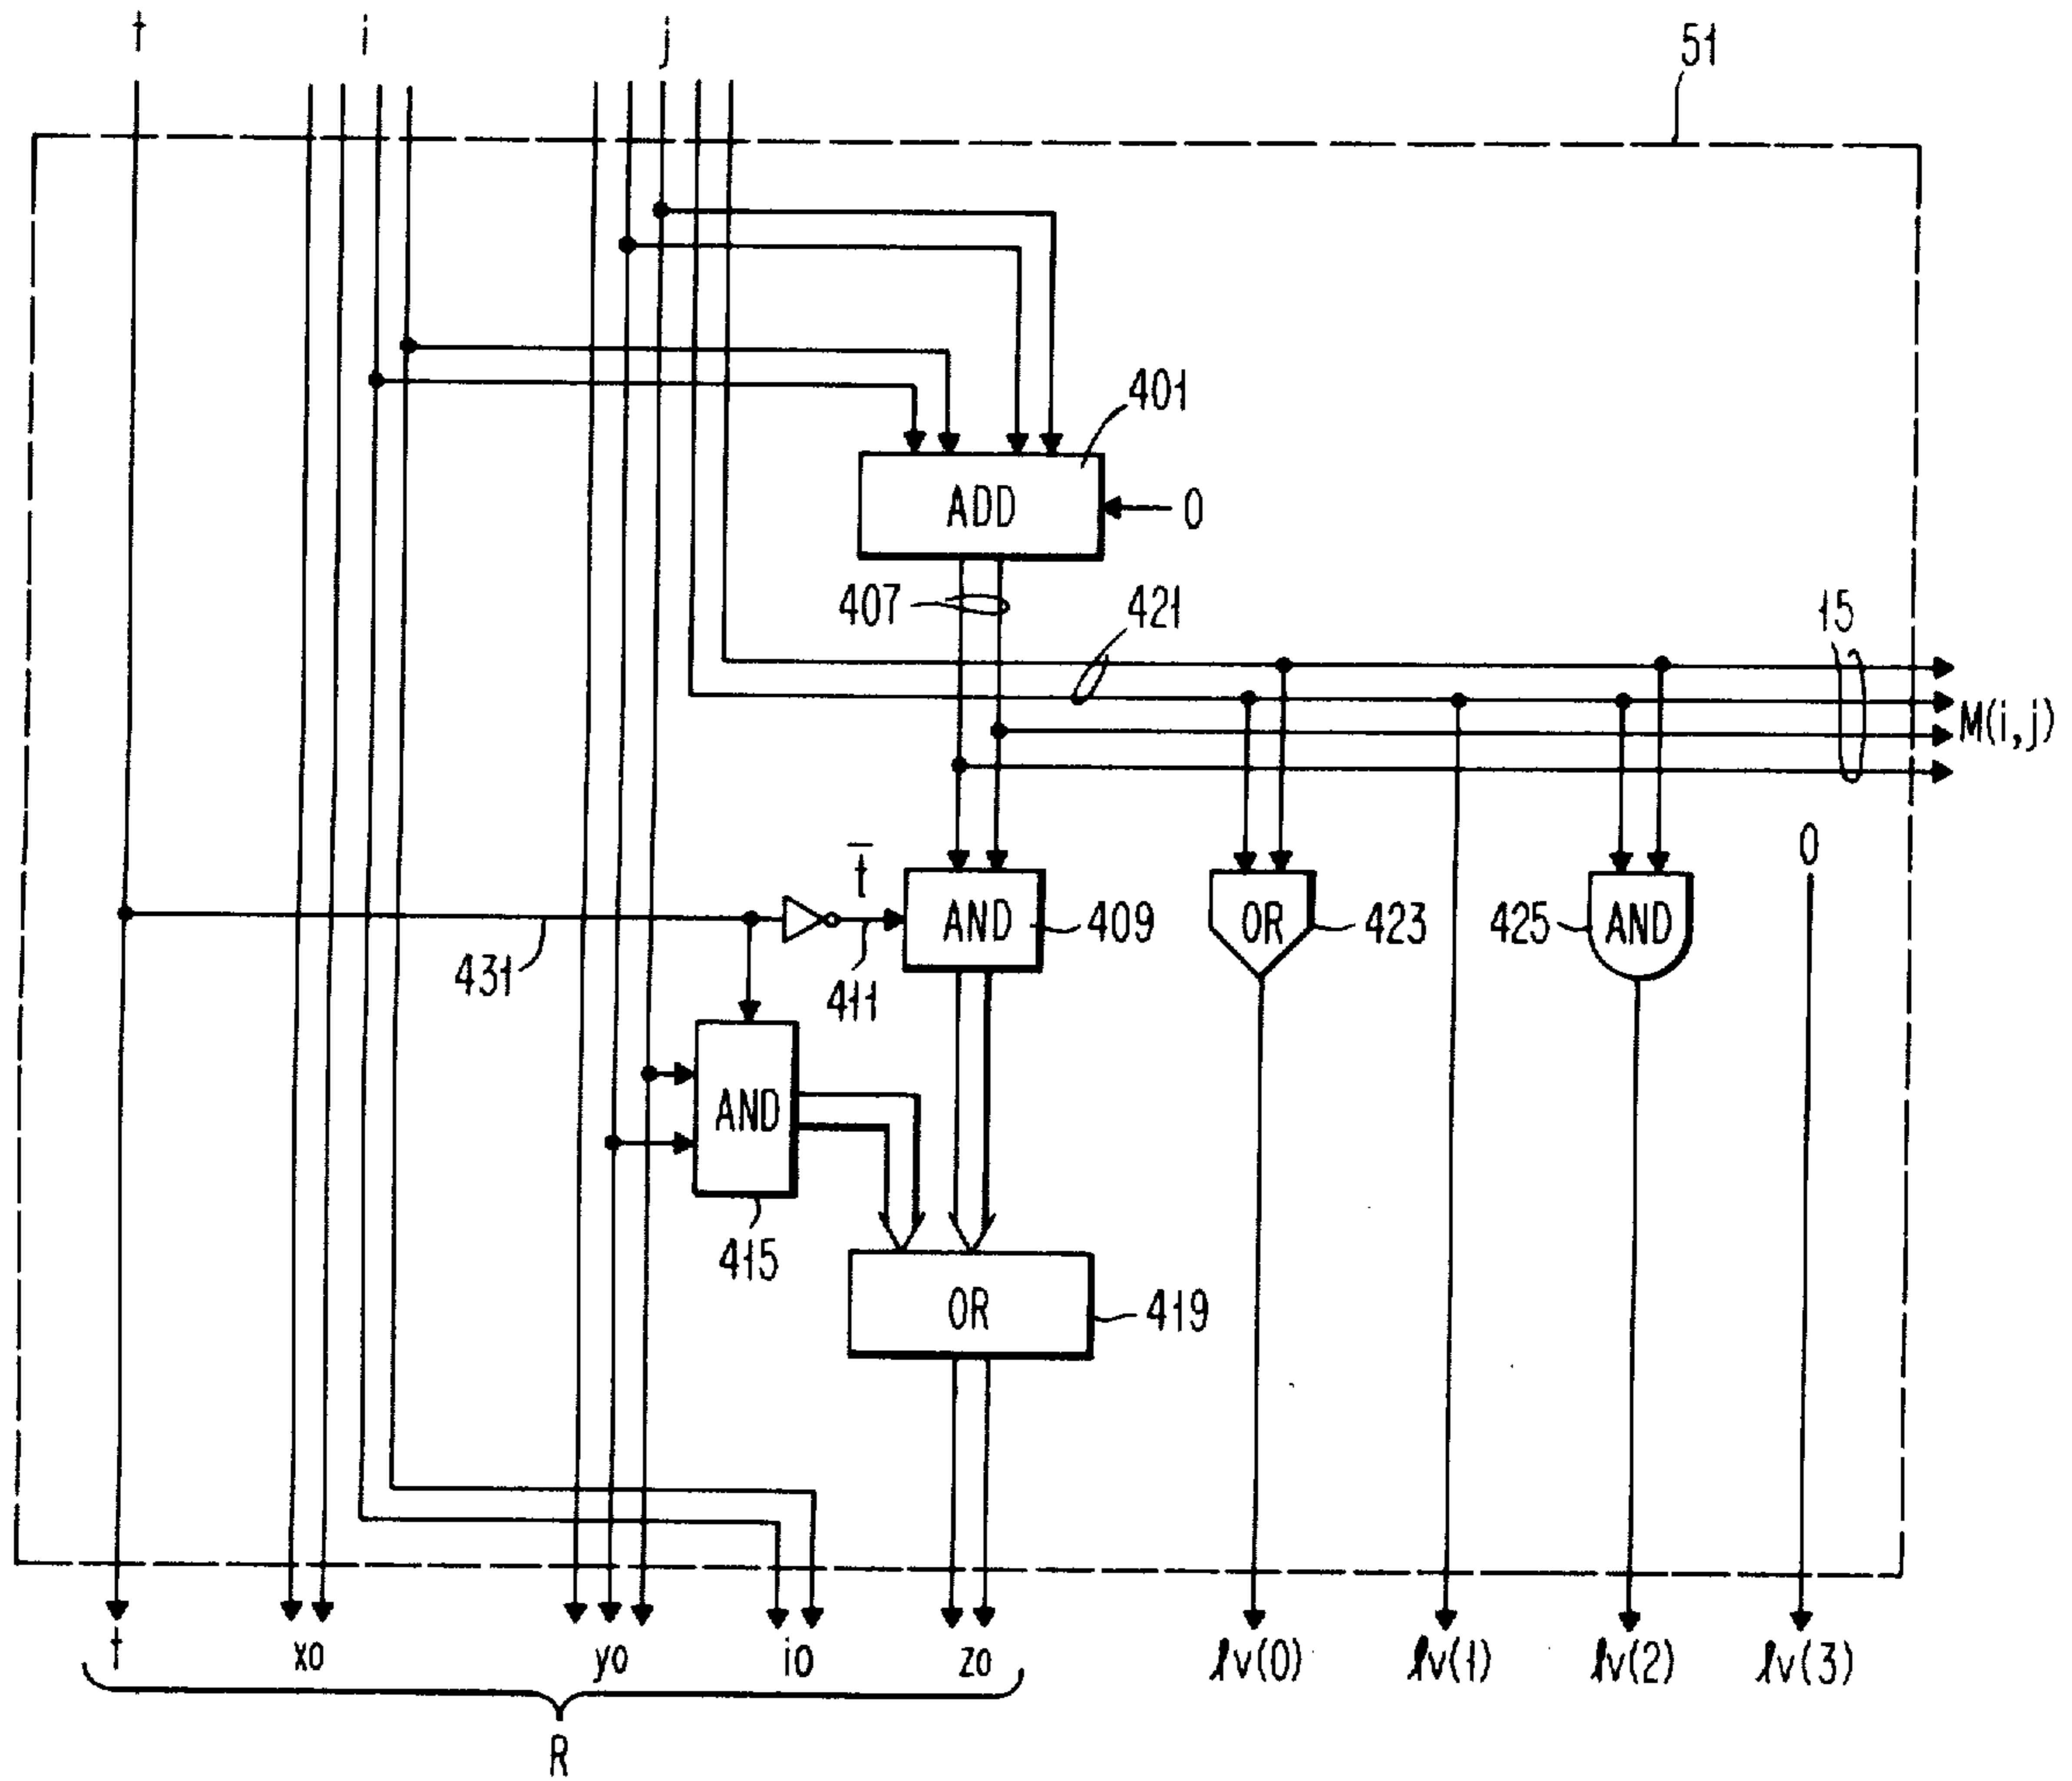 t i j
51
401
ADD 0
407 421 15
M(i,j)
t̅ 0
AND 409 OR 423 425 AND
431 411
AND
415
OR 419
t xo yo io zo ℓv(0) ℓv(1) ℓv(2) ℓv(3)
R